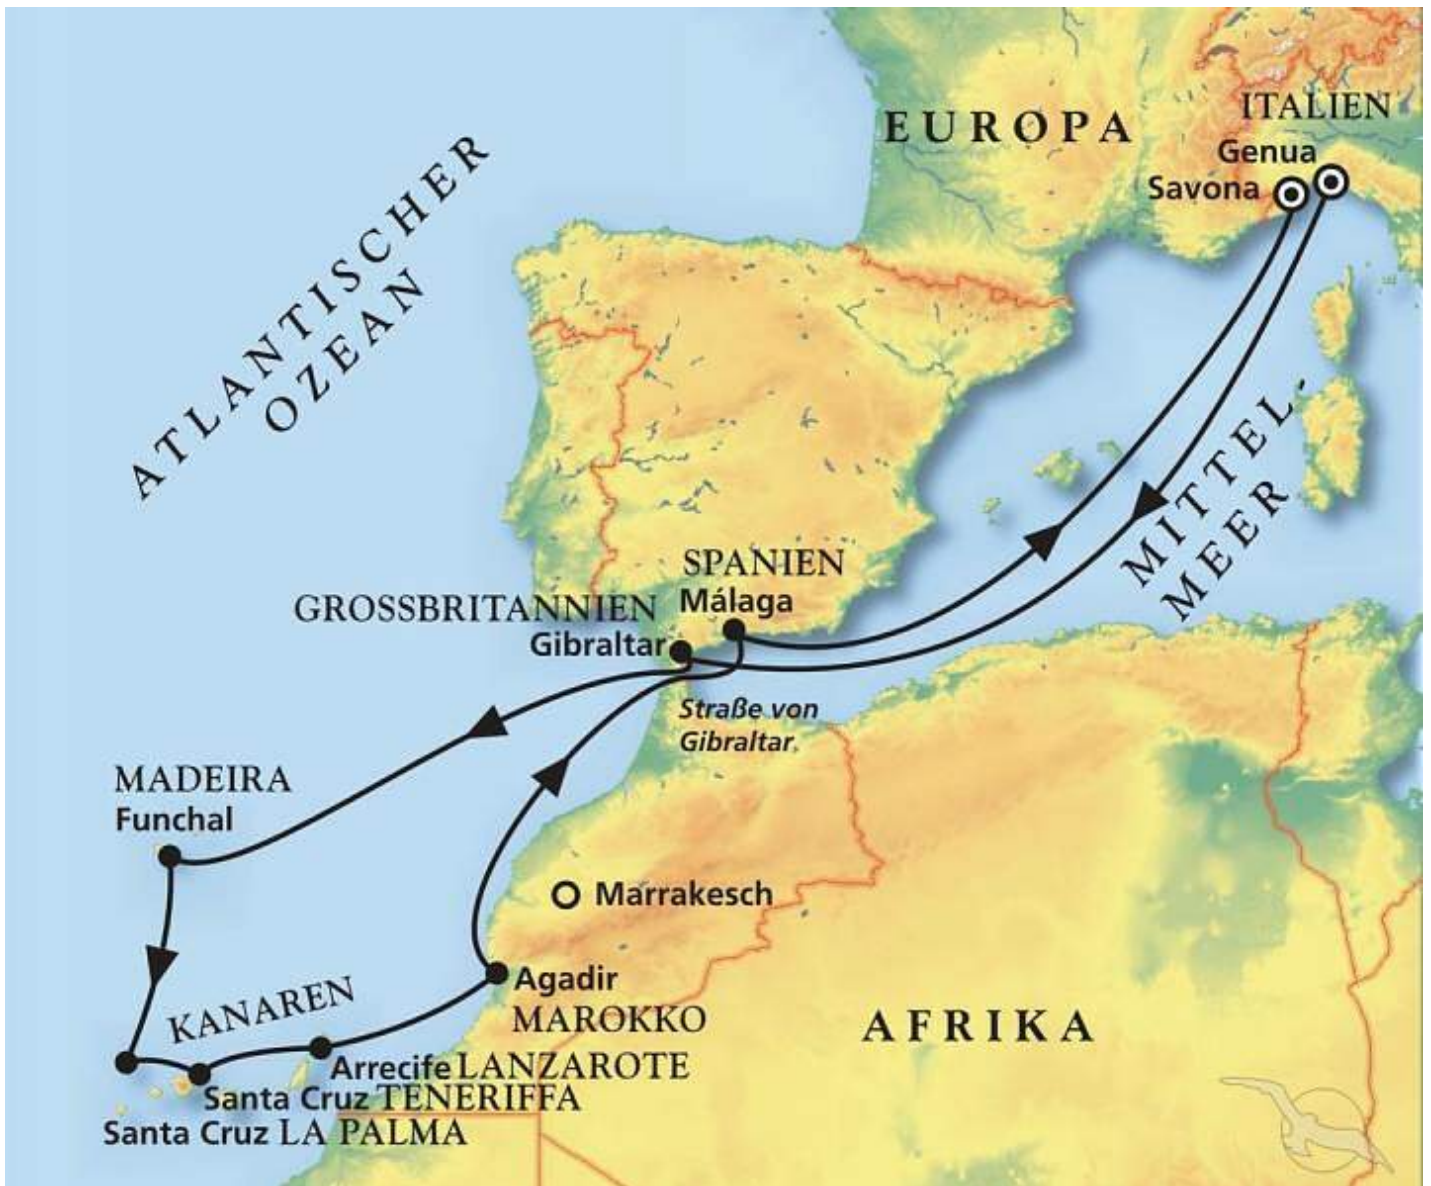 EUROPA
ITALIEN
Genua
Savona
ATLANTISCHER
OZEAN
MITTEL-
MEER
SPANIEN
Málaga
GROSSBRITANNIEN
Gibraltar
Straße von
Gibraltar
MADEIRA
Funchal
Marrakesch
Agadir
MAROKKO
KANAREN
AFRIKA
Arrecife LANZAROTE
Santa Cruz TENERIFFA
Santa Cruz LA PALMA